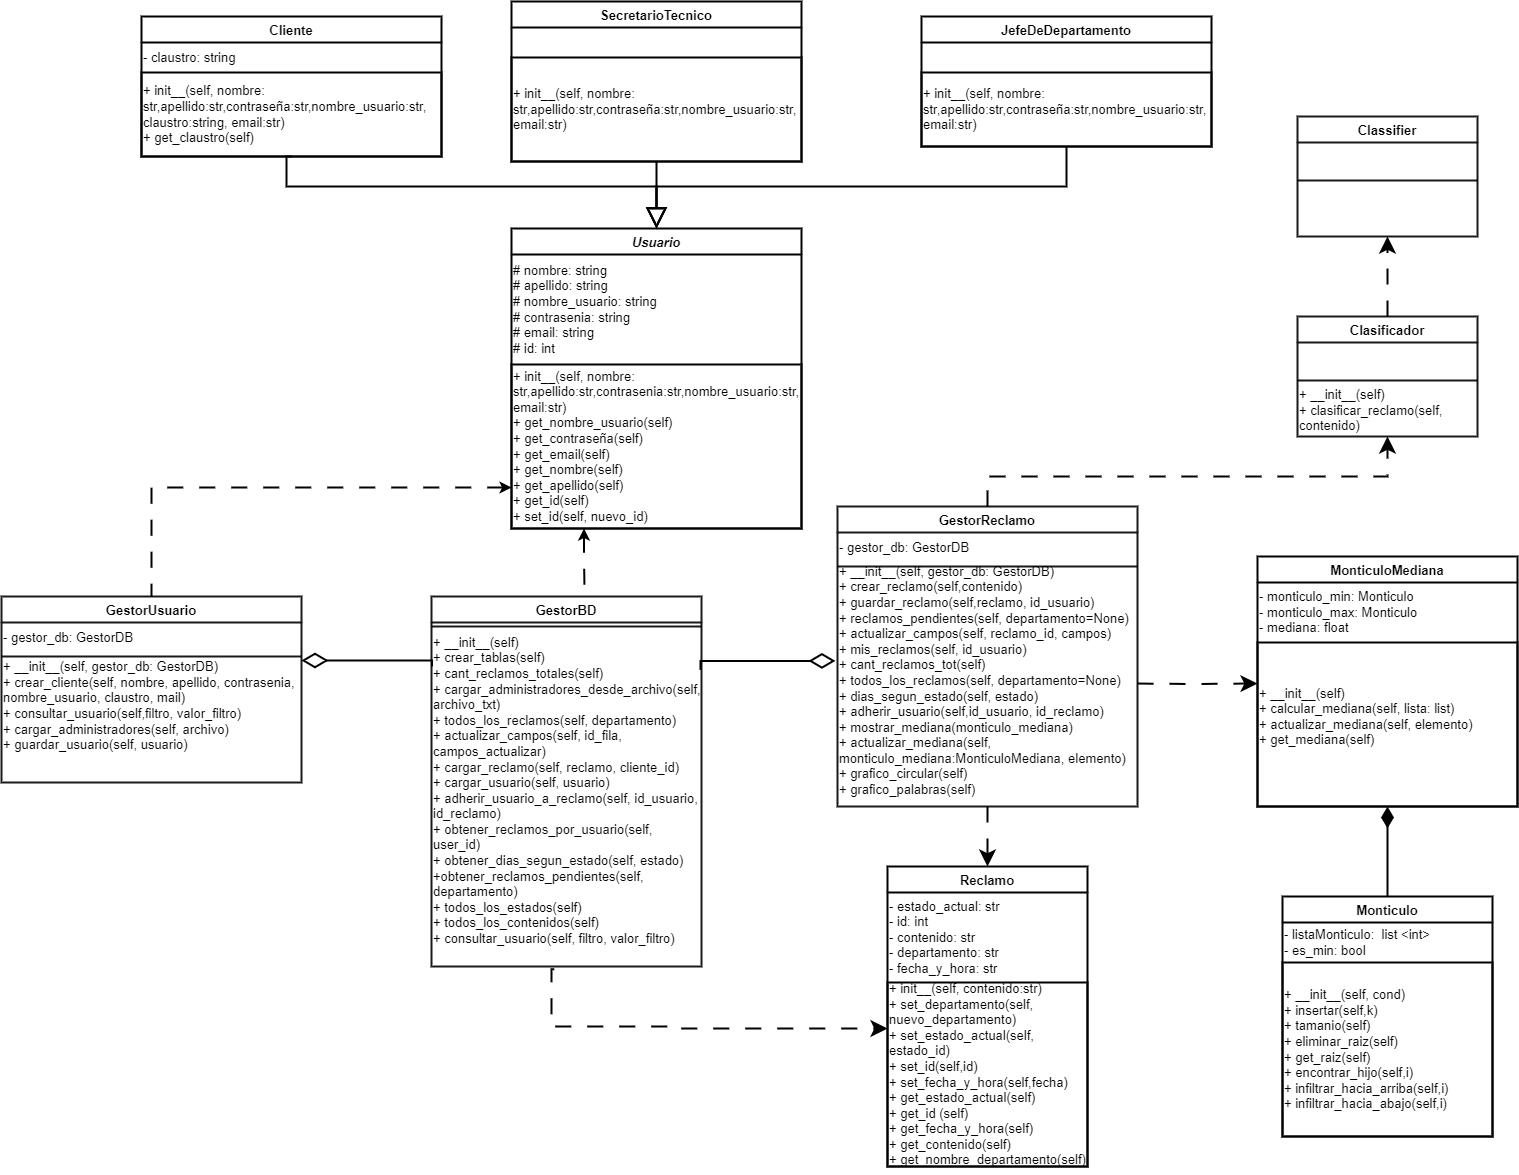 Cliente
- claustro: string
+ init__(self, nombre:
str,apellido:str,contraseña:str,nombre_usuario:str,
claustro:string, email:str)
+ get_claustro(self)
SecretarioTecnico
+ init__(self, nombre:
str,apellido:str,contraseña:str,nombre_usuario:str,
email:str)
JefeDeDepartamento
+ init__(self, nombre:
str,apellido:str,contraseña:str,nombre_usuario:str,
email:str)
Classifier
Usuario
# nombre: string
# apellido: string
# nombre_usuario: string
# contrasenia: string
# email: string
# id: int
+ init__(self, nombre:
str,apellido:str,contrasenia:str,nombre_usuario:str,
email:str)
+ get_nombre_usuario(self)
+ get_contraseña(self)
+ get_email(self)
+ get_nombre(self)
+ get_apellido(self)
+ get_id(self)
+ set_id(self, nuevo_id)
Clasificador
+ __init__(self)
+ clasificar_reclamo(self,
contenido)
GestorUsuario
- gestor_db: GestorDB
+ __init__(self, gestor_db: GestorDB)
+ crear_cliente(self, nombre, apellido, contrasenia,
nombre_usuario, claustro, mail)
+ consultar_usuario(self,filtro, valor_filtro)
+ cargar_administradores(self, archivo)
+ guardar_usuario(self, usuario)
GestorBD
+ __init__(self)
+ crear_tablas(self)
+ cant_reclamos_totales(self)
+ cargar_administradores_desde_archivo(self,
archivo_txt)
+ todos_los_reclamos(self, departamento)
+ actualizar_campos(self, id_fila,
campos_actualizar)
+ cargar_reclamo(self, reclamo, cliente_id)
+ cargar_usuario(self, usuario)
+ adherir_usuario_a_reclamo(self, id_usuario,
id_reclamo)
+ obtener_reclamos_por_usuario(self,
user_id)
+ obtener_dias_segun_estado(self, estado)
+obtener_reclamos_pendientes(self,
departamento)
+ todos_los_estados(self)
+ todos_los_contenidos(self)
+ consultar_usuario(self, filtro, valor_filtro)
GestorReclamo
- gestor_db: GestorDB
+ __init__(self, gestor_db: GestorDB)
+ crear_reclamo(self,contenido)
+ guardar_reclamo(self,reclamo, id_usuario)
+ reclamos_pendientes(self, departamento=None)
+ actualizar_campos(self, reclamo_id, campos)
+ mis_reclamos(self, id_usuario)
+ cant_reclamos_tot(self)
+ todos_los_reclamos(self, departamento=None)
+ dias_segun_estado(self, estado)
+ adherir_usuario(self,id_usuario, id_reclamo)
+ mostrar_mediana(monticulo_mediana)
+ actualizar_mediana(self,
monticulo_mediana:MonticuloMediana, elemento)
+ grafico_circular(self)
+ grafico_palabras(self)
MonticuloMediana
- monticulo_min: Monticulo
- monticulo_max: Monticulo
- mediana: float
+ __init__(self)
+ calcular_mediana(self, lista: list)
+ actualizar_mediana(self, elemento)
+ get_mediana(self)
Reclamo
- estado_actual: str
- id: int
- contenido: str
- departamento: str
- fecha_y_hora: str
+ init__(self, contenido:str)
+ set_departamento(self,
nuevo_departamento)
+ set_estado_actual(self,
estado_id)
+ set_id(self,id)
+ set_fecha_y_hora(self,fecha)
+ get_estado_actual(self)
+ get_id (self)
+ get_fecha_y_hora(self)
+ get_contenido(self)
+ get_nombre_departamento(self)
Monticulo
- listaMonticulo: list <int>
- es_min: bool
+ __init__(self, cond)
+ insertar(self,k)
+ tamanio(self)
+ eliminar_raiz(self)
+ get_raiz(self)
+ encontrar_hijo(self,i)
+ infiltrar_hacia_arriba(self,i)
+ infiltrar_hacia_abajo(self,i)